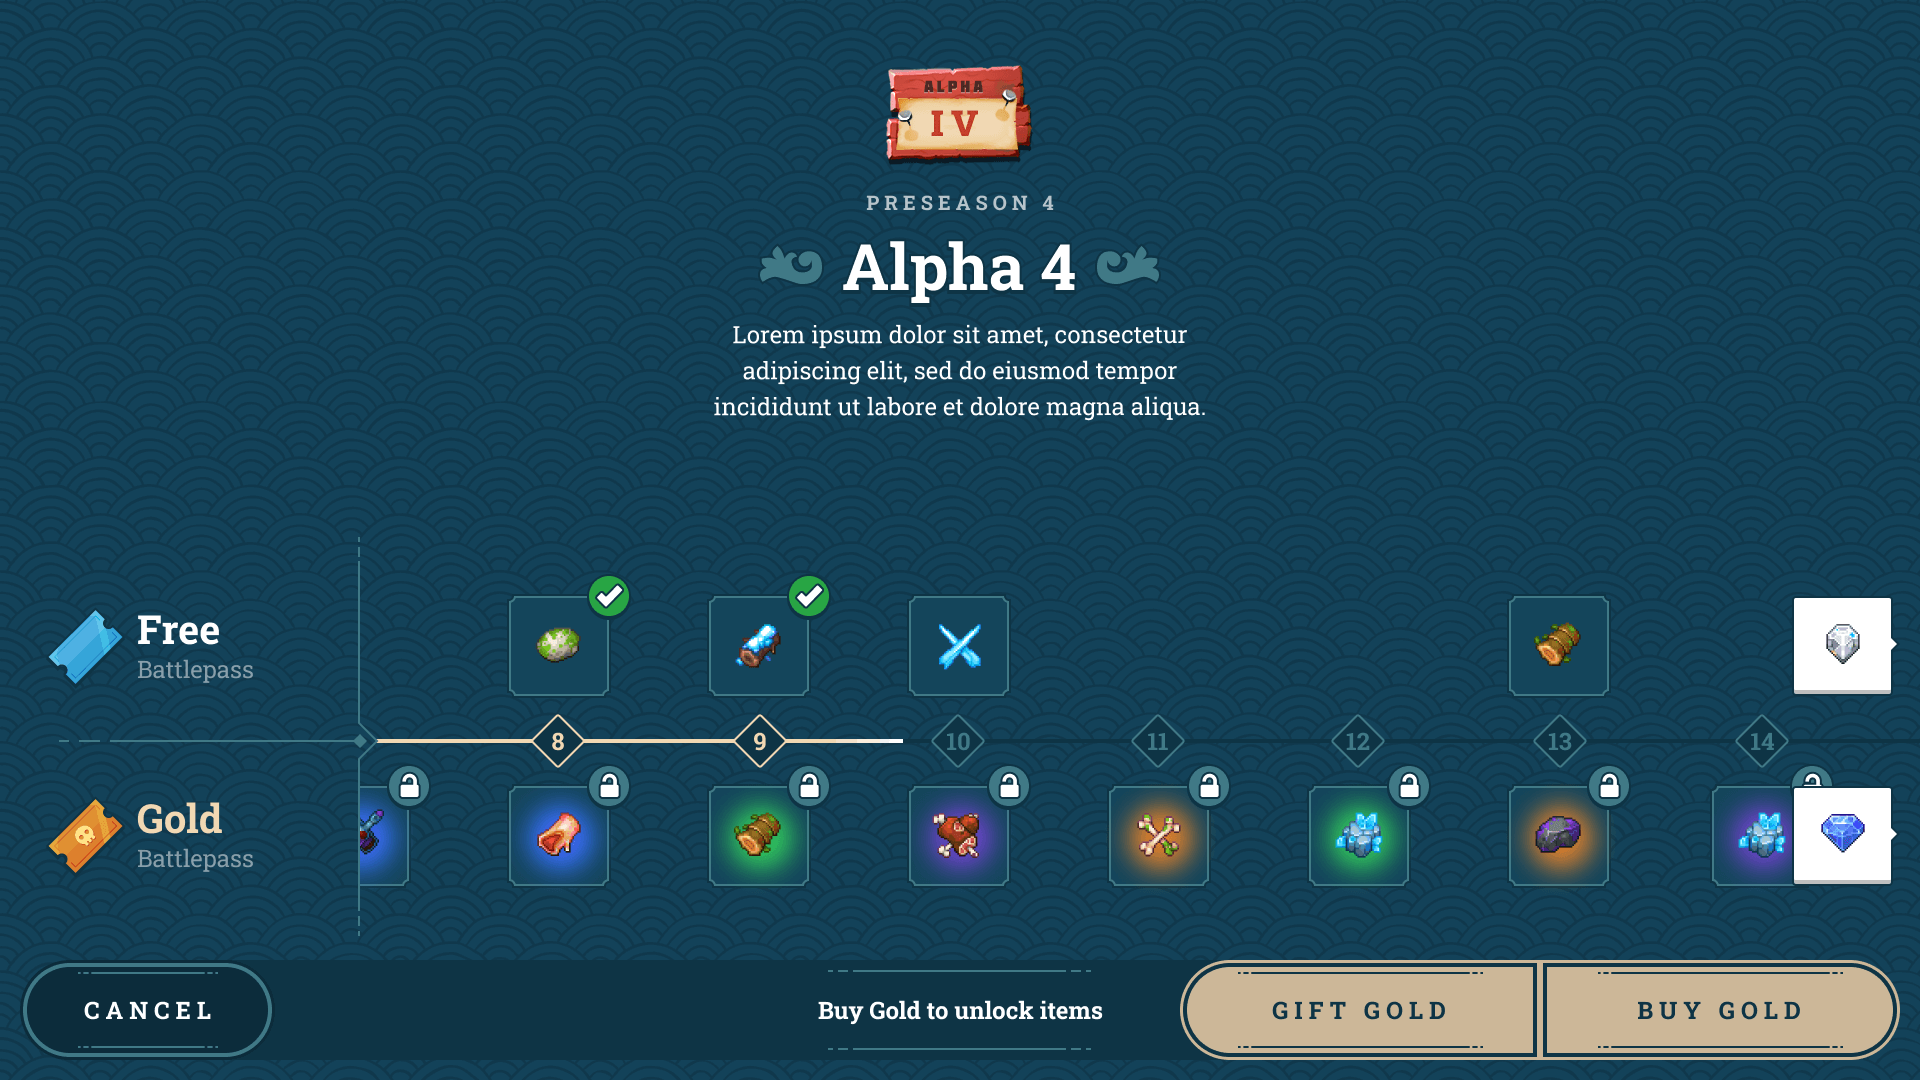 ALPHA
IV
PRESEASON 4
Alpha 4
Lorem ipsum dolor sit amet, consectetur
adipiscing elit, sed do eiusmod tempor
incididunt ut labore et dolore magna aliqua.
Free
Battlepass
8
9
10
11
12
13
14
Gold
Battlepass
CANCEL
Buy Gold to unlock items
GIFT GOLD
BUY GOLD